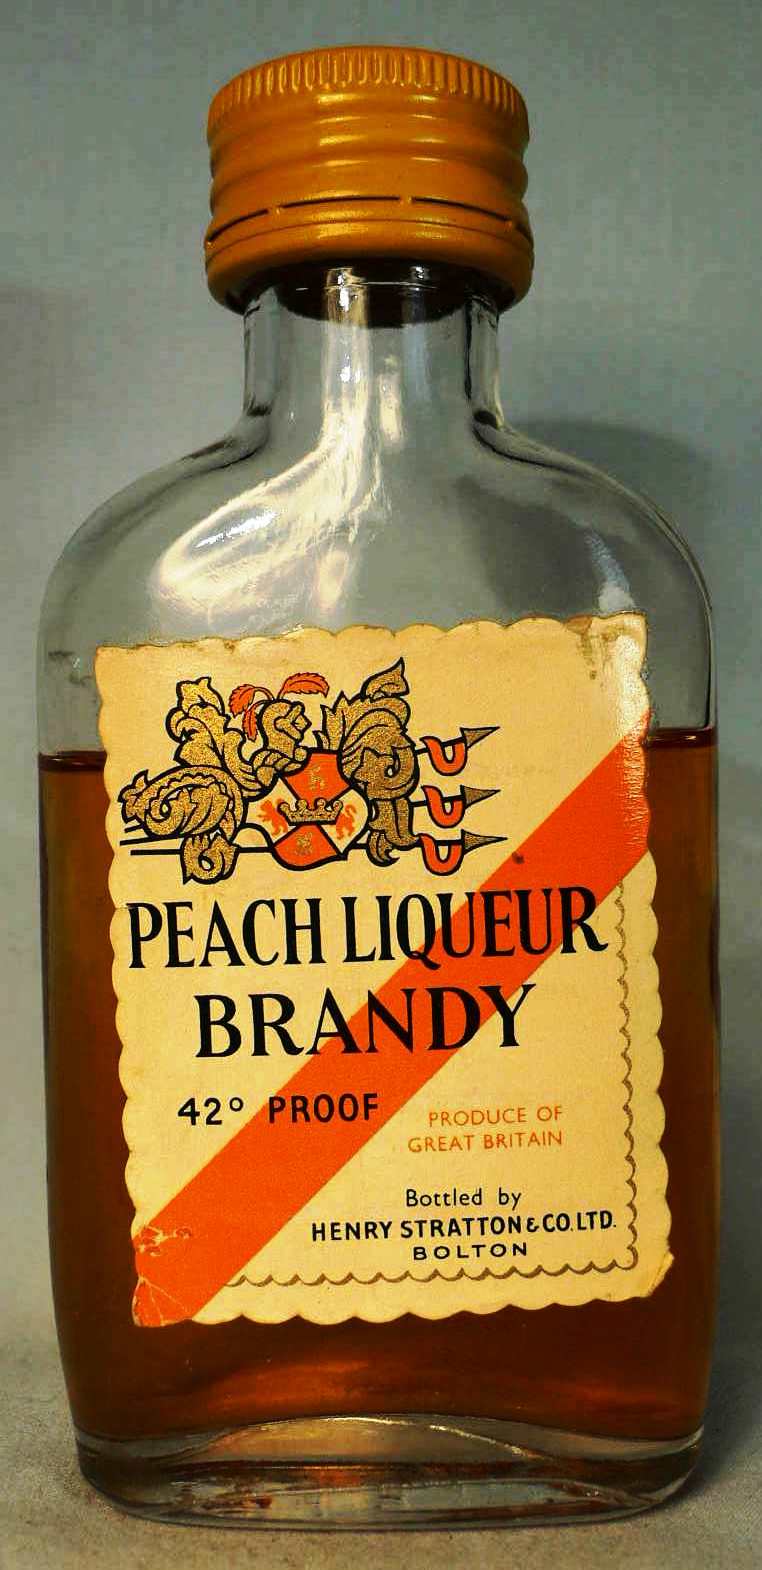 PEACH LIQUEUR
BRANDY
42° PROOF
PRODUCE OF
GREAT BRITAIN
Bottled by
HENRY STRATTON & CO. LTD.
BOLTON